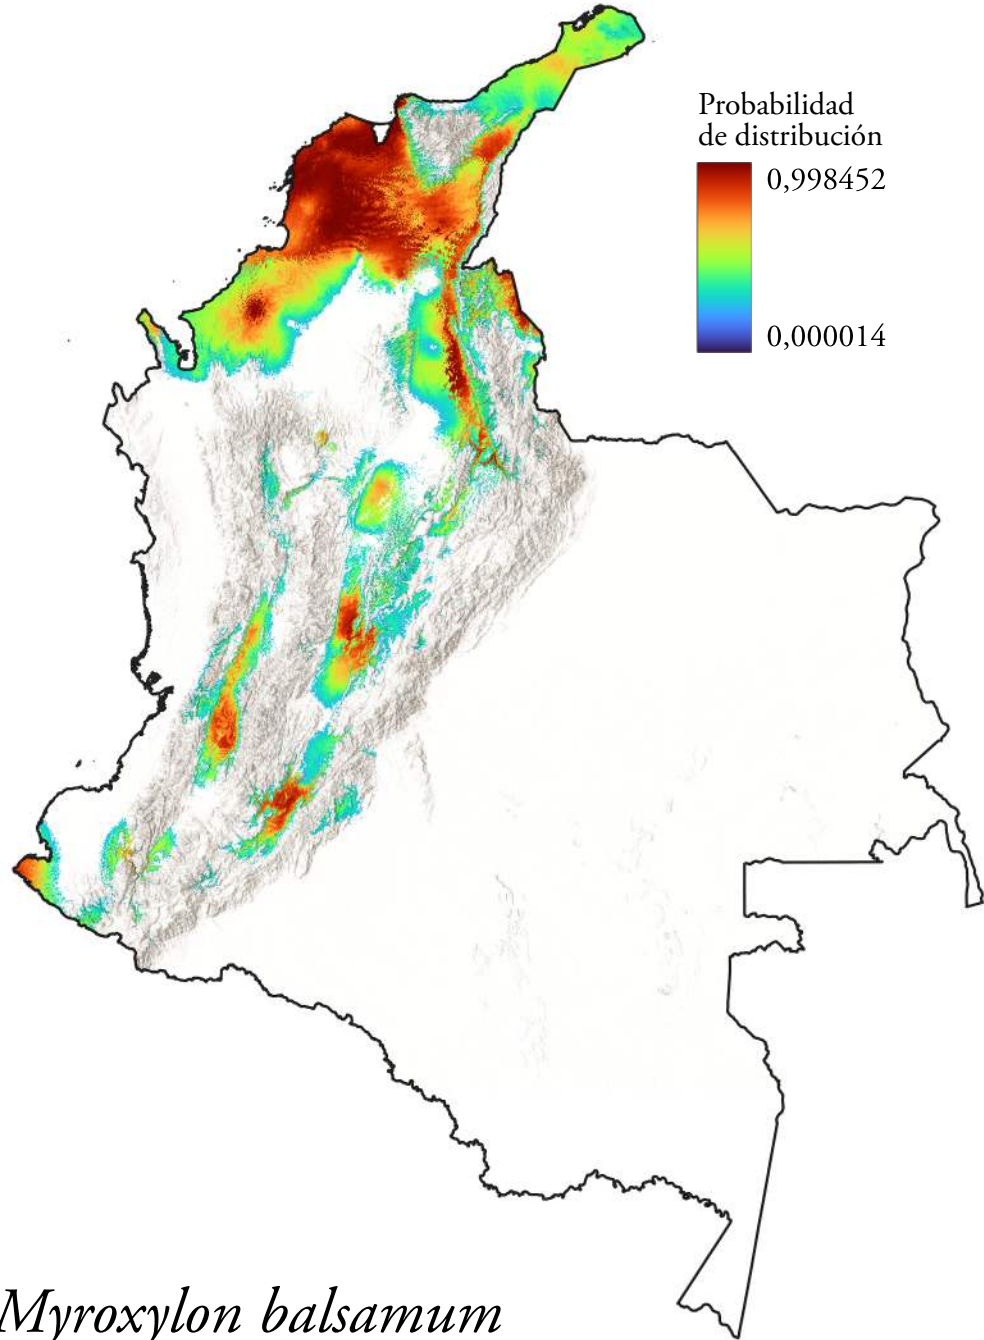 Probabilidad
de distribución
0,998452
0,000014
Myroxylon balsamum